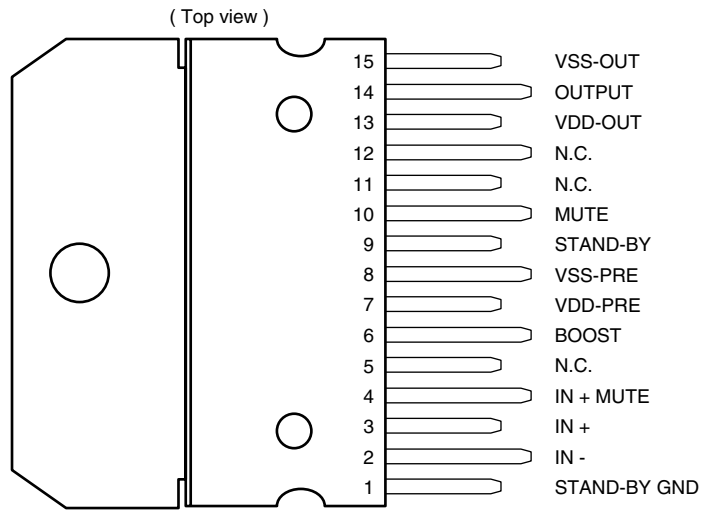 ( Top view )
15 VSS-OUT
14 OUTPUT
13 VDD-OUT
12 N.C.
11 N.C.
10 MUTE
9 STAND-BY
8 VSS-PRE
7 VDD-PRE
6 BOOST
5 N.C.
4 IN + MUTE
3 IN +
2 IN -
1 STAND-BY GND